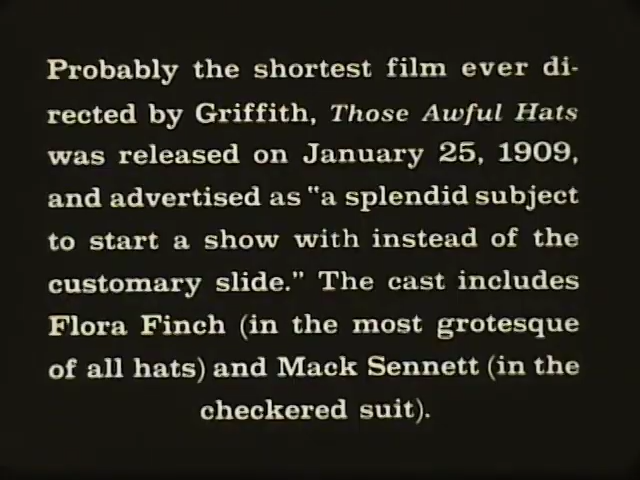 Probably the shortest film ever di-
rected by Griffith, Those Awful Hats
was released on January 25, 1909,
and advertised as "a splendid subject
to start a show with instead of the
customary slide." The cast includes
Flora Finch (in the most grotesque
of all hats) and Mack Sennett (in the
checkered suit).